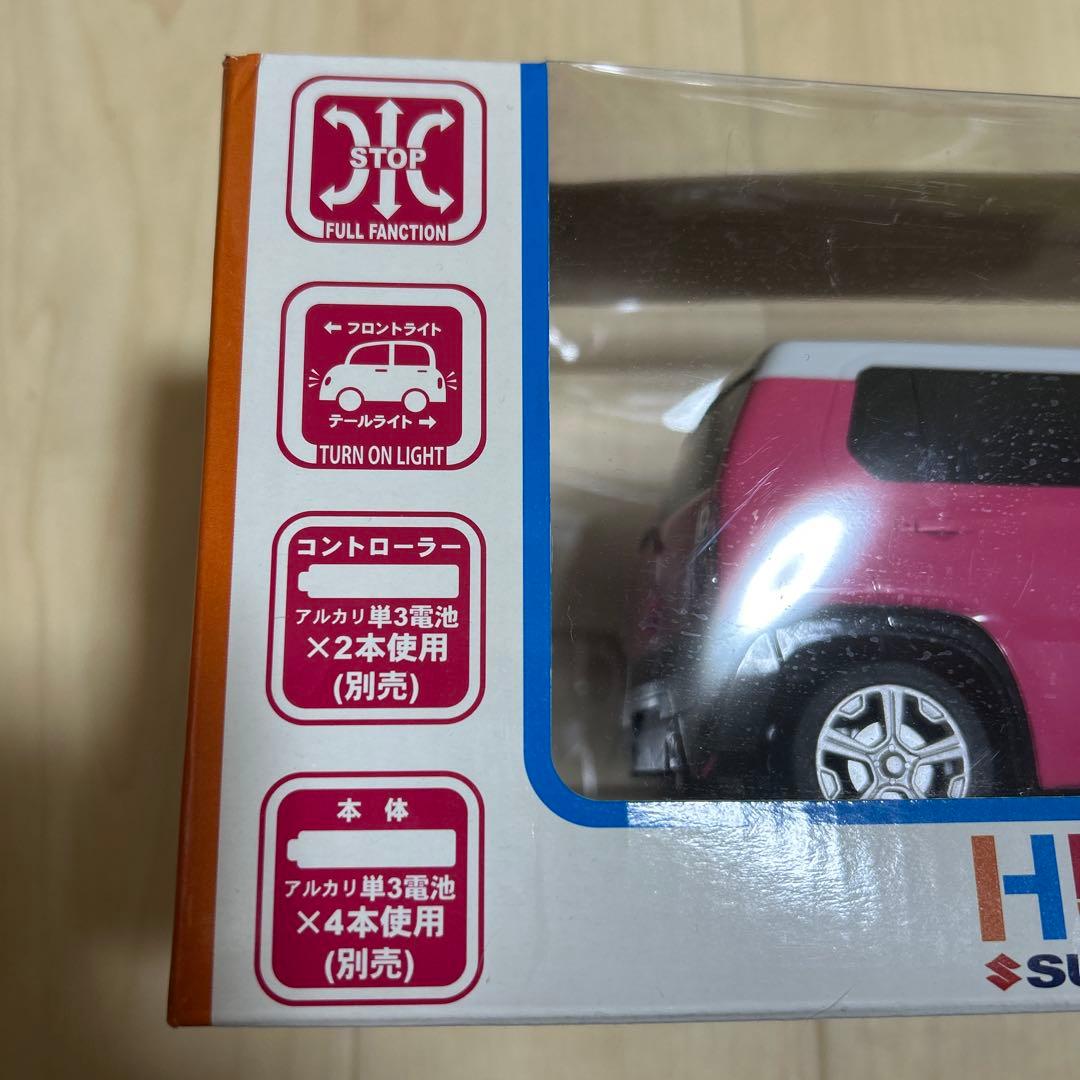 STOP
FULL FANCTION
← フロントライト
テールライト →
TURN ON LIGHT
コントローラー
アルカリ単3電池
×2本使用
(別売)
本 体
アルカリ単3電池
×4本使用
(別売)
H
SU